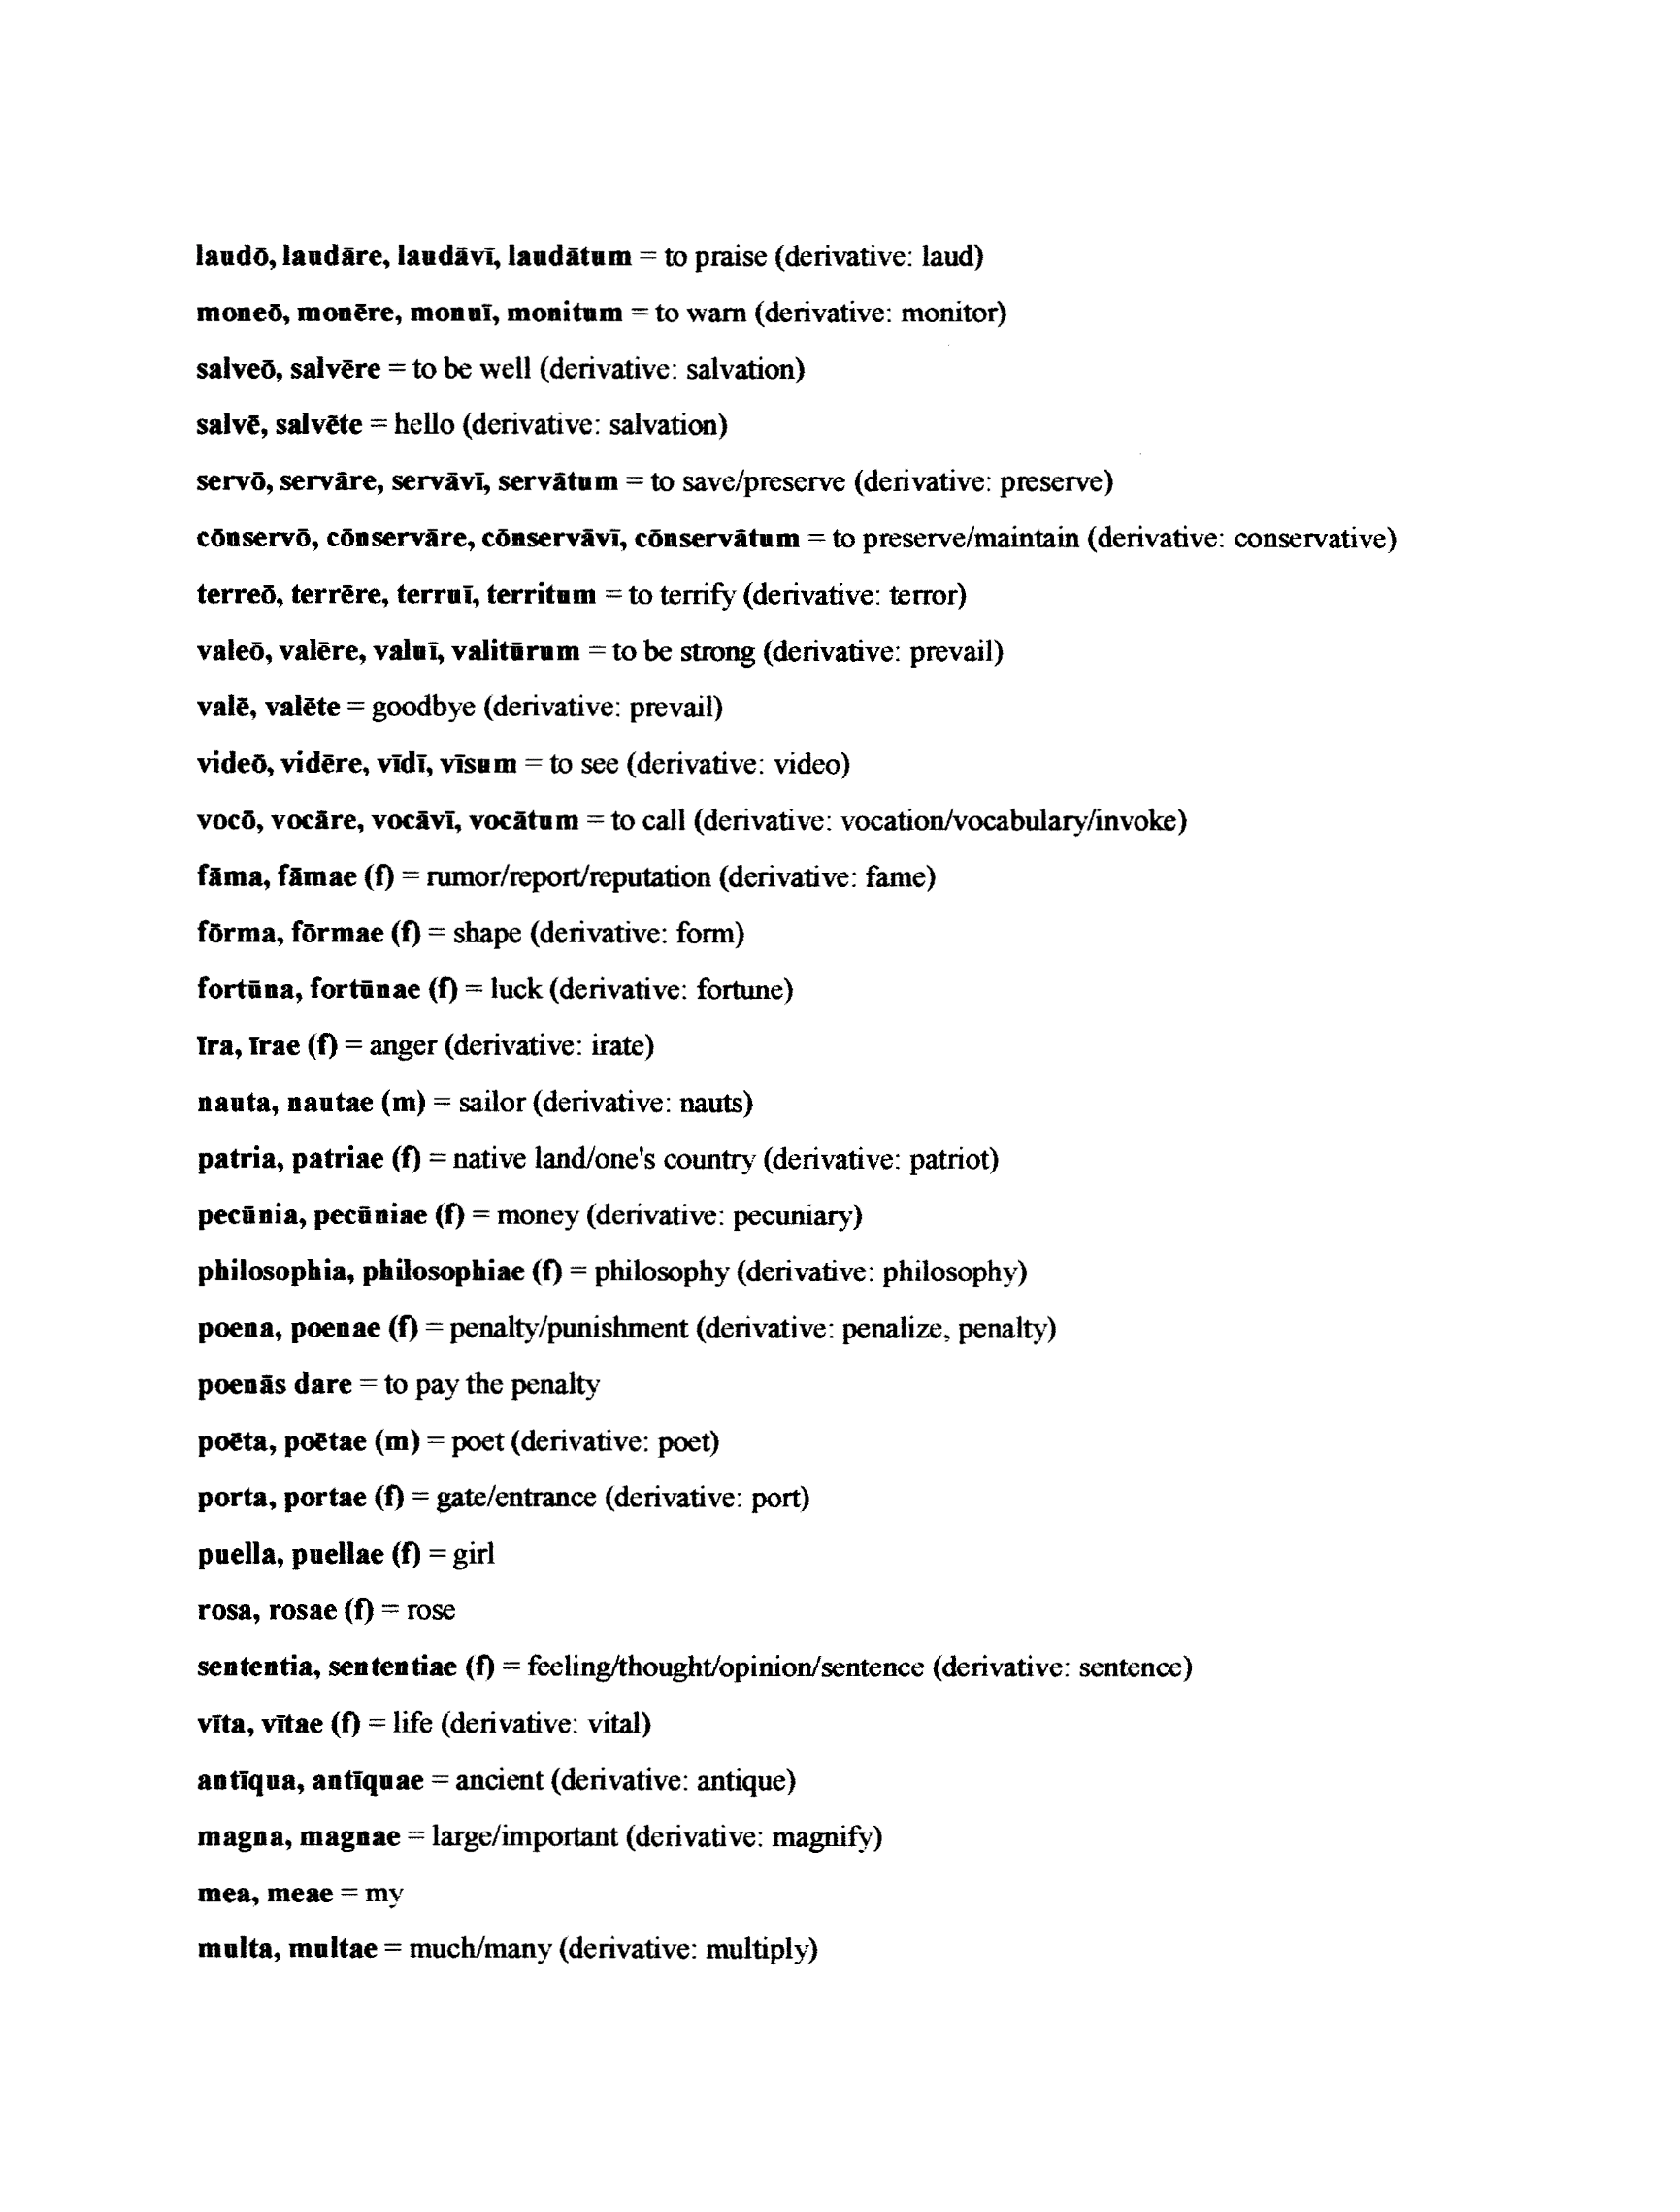 laudō, laudāre, laudāvī, laudātum = to praise (derivative: laud)
moneō, monēre, monuī, monitum = to warn (derivative: monitor)
salveō, salvēre = to be well (derivative: salvation)
salvē, salvēte = hello (derivative: salvation)
servō, servāre, servāvī, servātum = to save/preserve (derivative: preserve)
cōnservō, cōnservāre, cōnservāvī, cōnservātum = to preserve/maintain (derivative: conservative)
terreō, terrēre, terruī, territum = to terrify (derivative: terror)
valeō, valēre, valuī, valitūrum = to be strong (derivative: prevail)
valē, valēte = goodbye (derivative: prevail)
videō, vidēre, vīdī, vīsum = to see (derivative: video)
vocō, vocāre, vocāvī, vocātum = to call (derivative: vocation/vocabulary/invoke)
fāma, fāmae (f) = rumor/report/reputation (derivative: fame)
fōrma, fōrmae (f) = shape (derivative: form)
fortūna, fortūnae (f) = luck (derivative: fortune)
īra, īrae (f) = anger (derivative: irate)
nauta, nautae (m) = sailor (derivative: nauts)
patria, patriae (f) = native land/one's country (derivative: patriot)
pecūnia, pecūniae (f) = money (derivative: pecuniary)
philosophia, philosophiae (f) = philosophy (derivative: philosophy)
poena, poenae (f) = penalty/punishment (derivative: penalize, penalty)
poenās dare = to pay the penalty
poēta, poētae (m) = poet (derivative: poet)
porta, portae (f) = gate/entrance (derivative: port)
puella, puellae (f) = girl
rosa, rosae (f) = rose
sententia, sententiae (f) = feeling/thought/opinion/sentence (derivative: sentence)
vīta, vītae (f) = life (derivative: vital)
antīqua, antīquae = ancient (derivative: antique)
magna, magnae = large/important (derivative: magnify)
mea, meae = my
multa, multae = much/many (derivative: multiply)